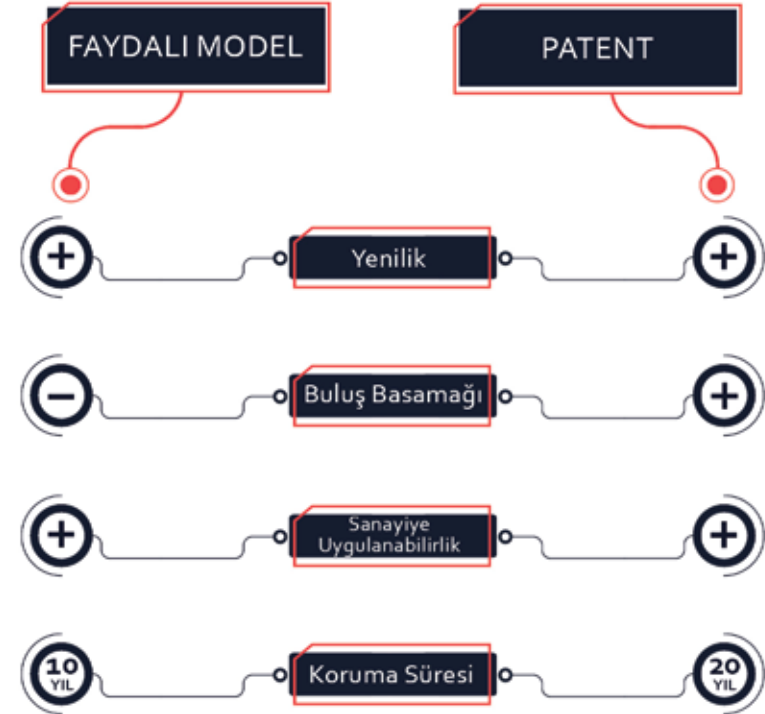 FAYDALI MODEL
PATENT
+
Yenilik
+
−
Buluş Basamağı
+
+
Sanayiye
Uygulanabilirlik
+
10
YIL
Koruma Süresi
20
YIL